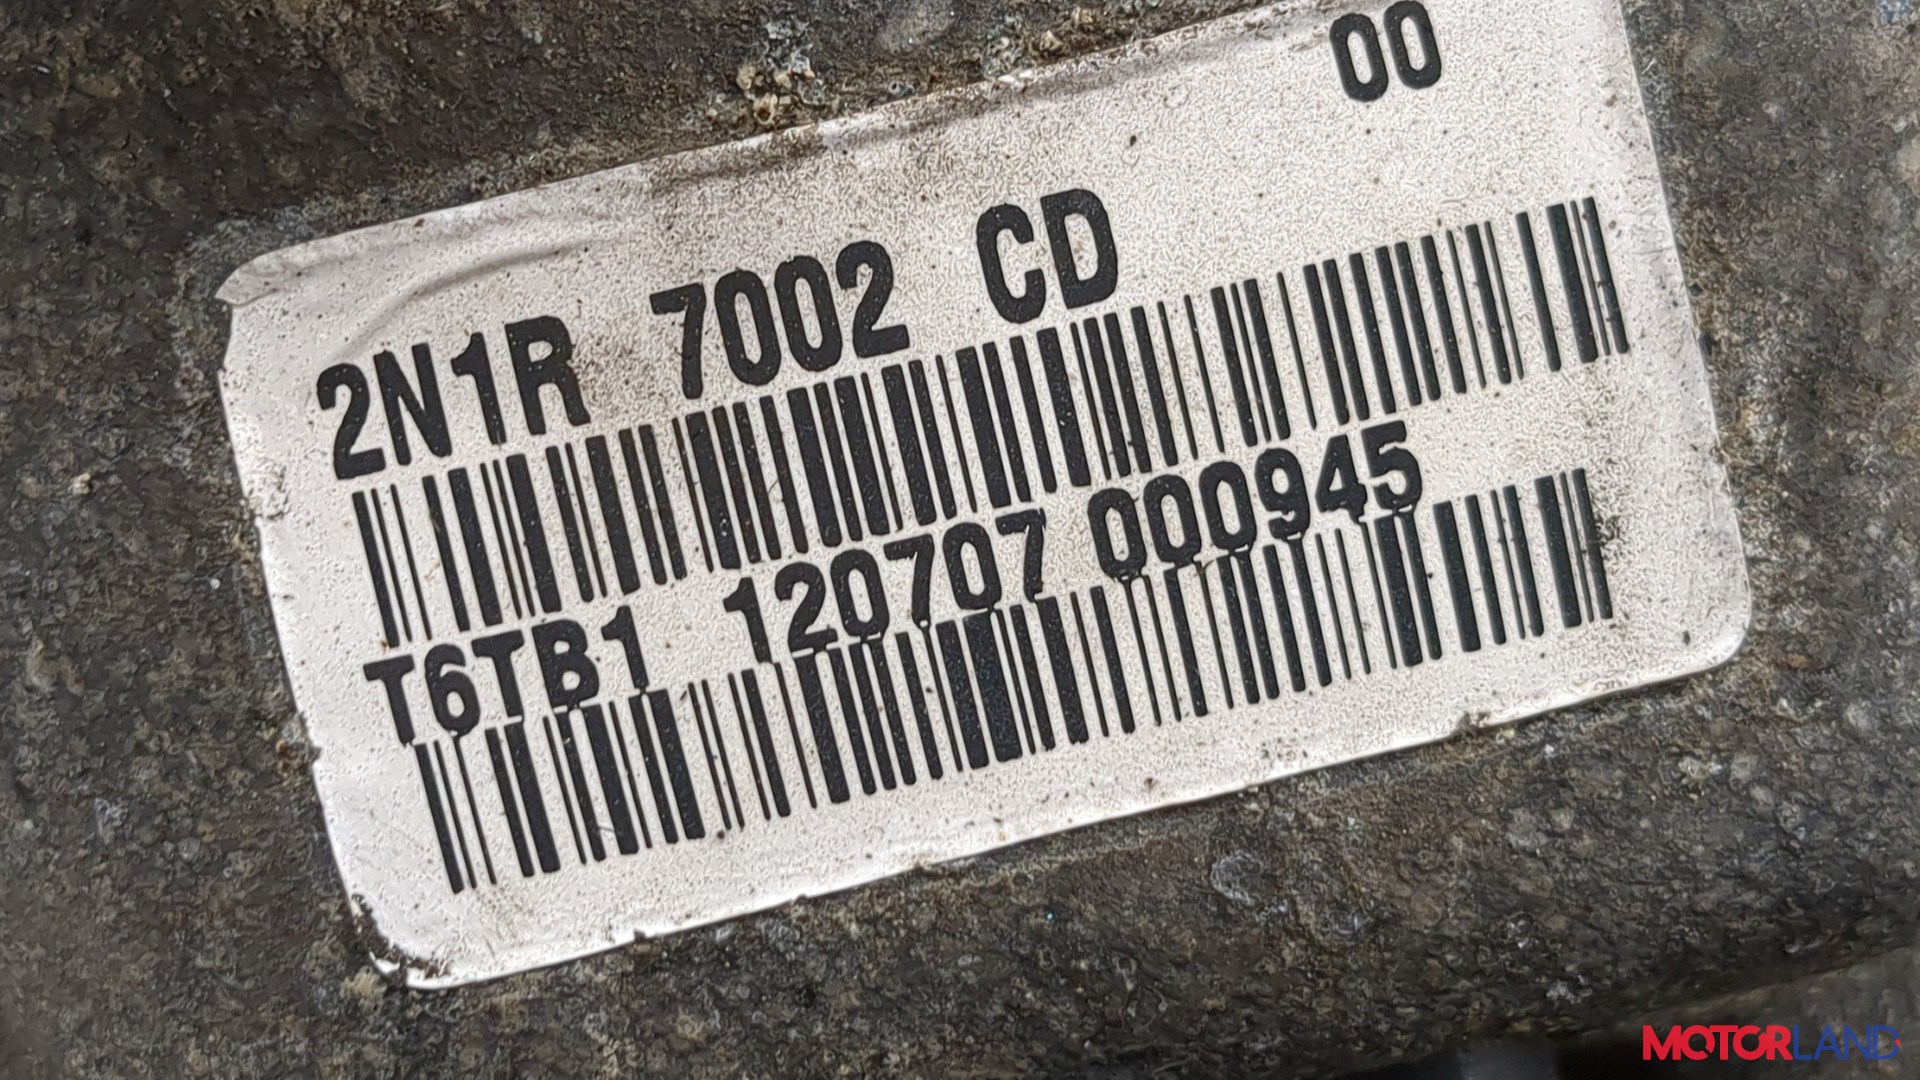 00
2N1R 7002 CD
T6TB1 120707 000945
MOTORLAND